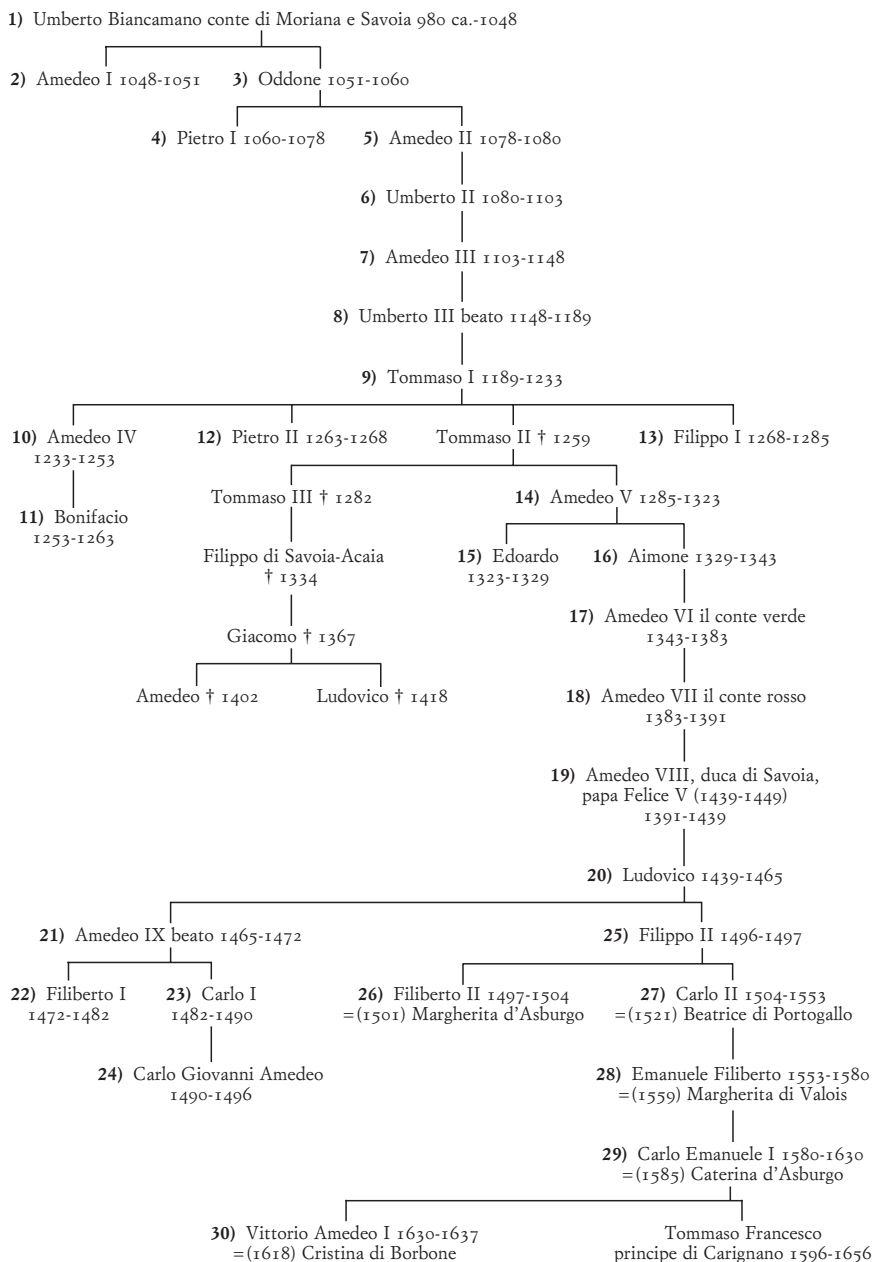 1) Umberto Biancamano conte di Moriana e Savoia 980 ca.-1048
2) Amedeo I 1048-1051
3) Oddone 1051-1060
4) Pietro I 1060-1078
5) Amedeo II 1078-1080
6) Umberto II 1080-1103
7) Amedeo III 1103-1148
8) Umberto III beato 1148-1189
9) Tommaso I 1189-1233
10) Amedeo IV
1233-1253
12) Pietro II 1263-1268
Tommaso II † 1259
13) Filippo I 1268-1285
11) Bonifacio
1253-1263
Tommaso III † 1282
14) Amedeo V 1285-1323
Filippo di Savoia-Acaia
† 1334
15) Edoardo
1323-1329
16) Aimone 1329-1343
Giacomo † 1367
17) Amedeo VI il conte verde
1343-1383
Amedeo † 1402
Ludovico † 1418
18) Amedeo VII il conte rosso
1383-1391
19) Amedeo VIII, duca di Savoia,
papa Felice V (1439-1449)
1391-1439
20) Ludovico 1439-1465
21) Amedeo IX beato 1465-1472
25) Filippo II 1496-1497
22) Filiberto I
1472-1482
23) Carlo I
1482-1490
26) Filiberto II 1497-1504
=(1501) Margherita d'Asburgo
27) Carlo II 1504-1553
=(1521) Beatrice di Portogallo
24) Carlo Giovanni Amedeo
1490-1496
28) Emanuele Filiberto 1553-1580
=(1559) Margherita di Valois
29) Carlo Emanuele I 1580-1630
=(1585) Caterina d'Asburgo
30) Vittorio Amedeo I 1630-1637
=(1618) Cristina di Borbone
Tommaso Francesco
principe di Carignano 1596-1656